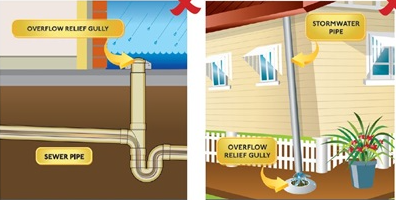 OVERFLOW RELIEF GULLY
SEWER PIPE
STORMWATER
PIPE
OVERFLOW
RELIEF GULLY